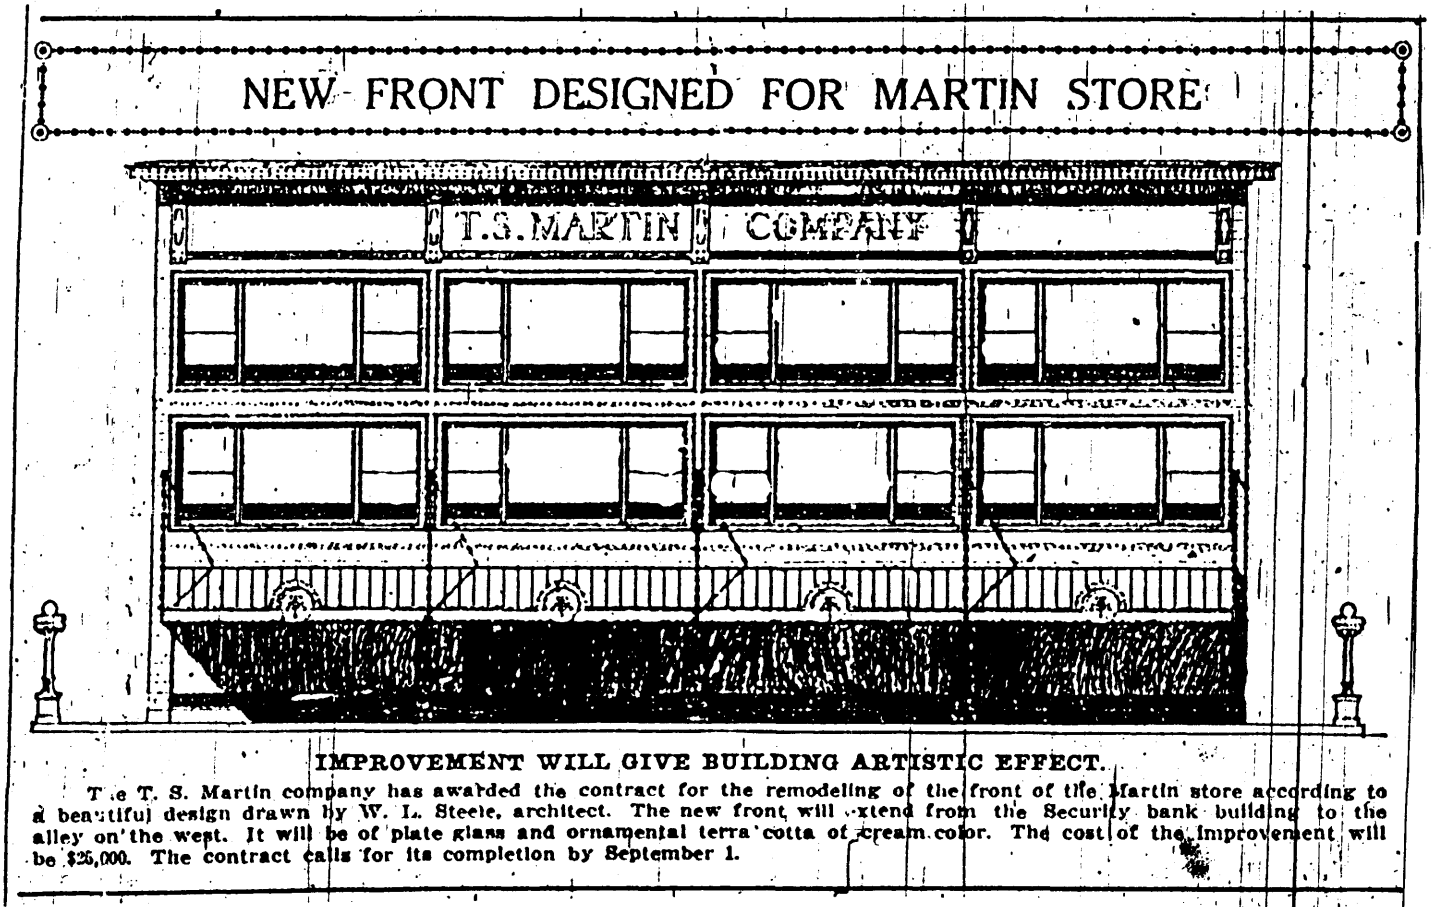 NEW FRONT DESIGNED FOR MARTIN STORE
T.S. MARTIN COMPANY
IMPROVEMENT WILL GIVE BUILDING ARTISTIC EFFECT.
The T. S. Martin company has awarded the contract for the remodeling of the front of the Martin store according to
a beautiful design drawn by W. L. Steele, architect. The new front will extend from the Security bank building to the
alley on the west. It will be of plate glass and ornamental terra cotta of cream color. The cost of the improvement will
be $25,000. The contract calls for its completion by September 1.